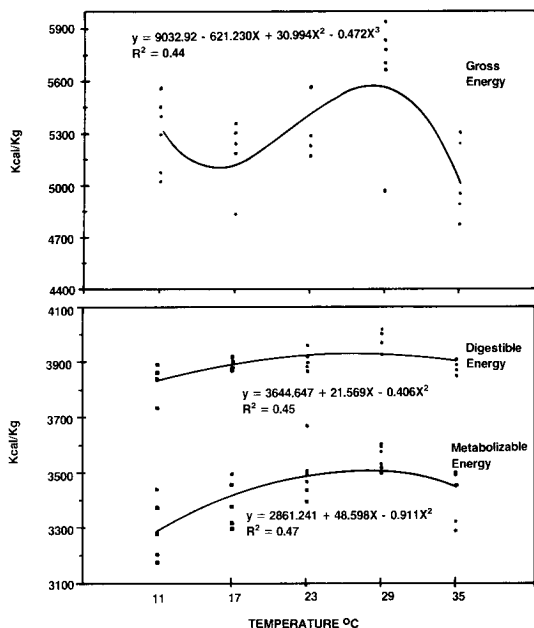 5900
5600
5300
5000
4700
4400
Kcal/Kg
y = 9032.92 - 621.230X + 30.994X² - 0.472X³
R² = 0.44
Gross
Energy
4100
3900
3700
3500
3300
3100
Kcal/Kg
Digestible
Energy
y = 3644.647 + 21.569X - 0.406X²
R² = 0.45
Metabolizable
Energy
y = 2861.241 + 48.598X - 0.911X²
R² = 0.47
11 17 23 29 35
TEMPERATURE ºC